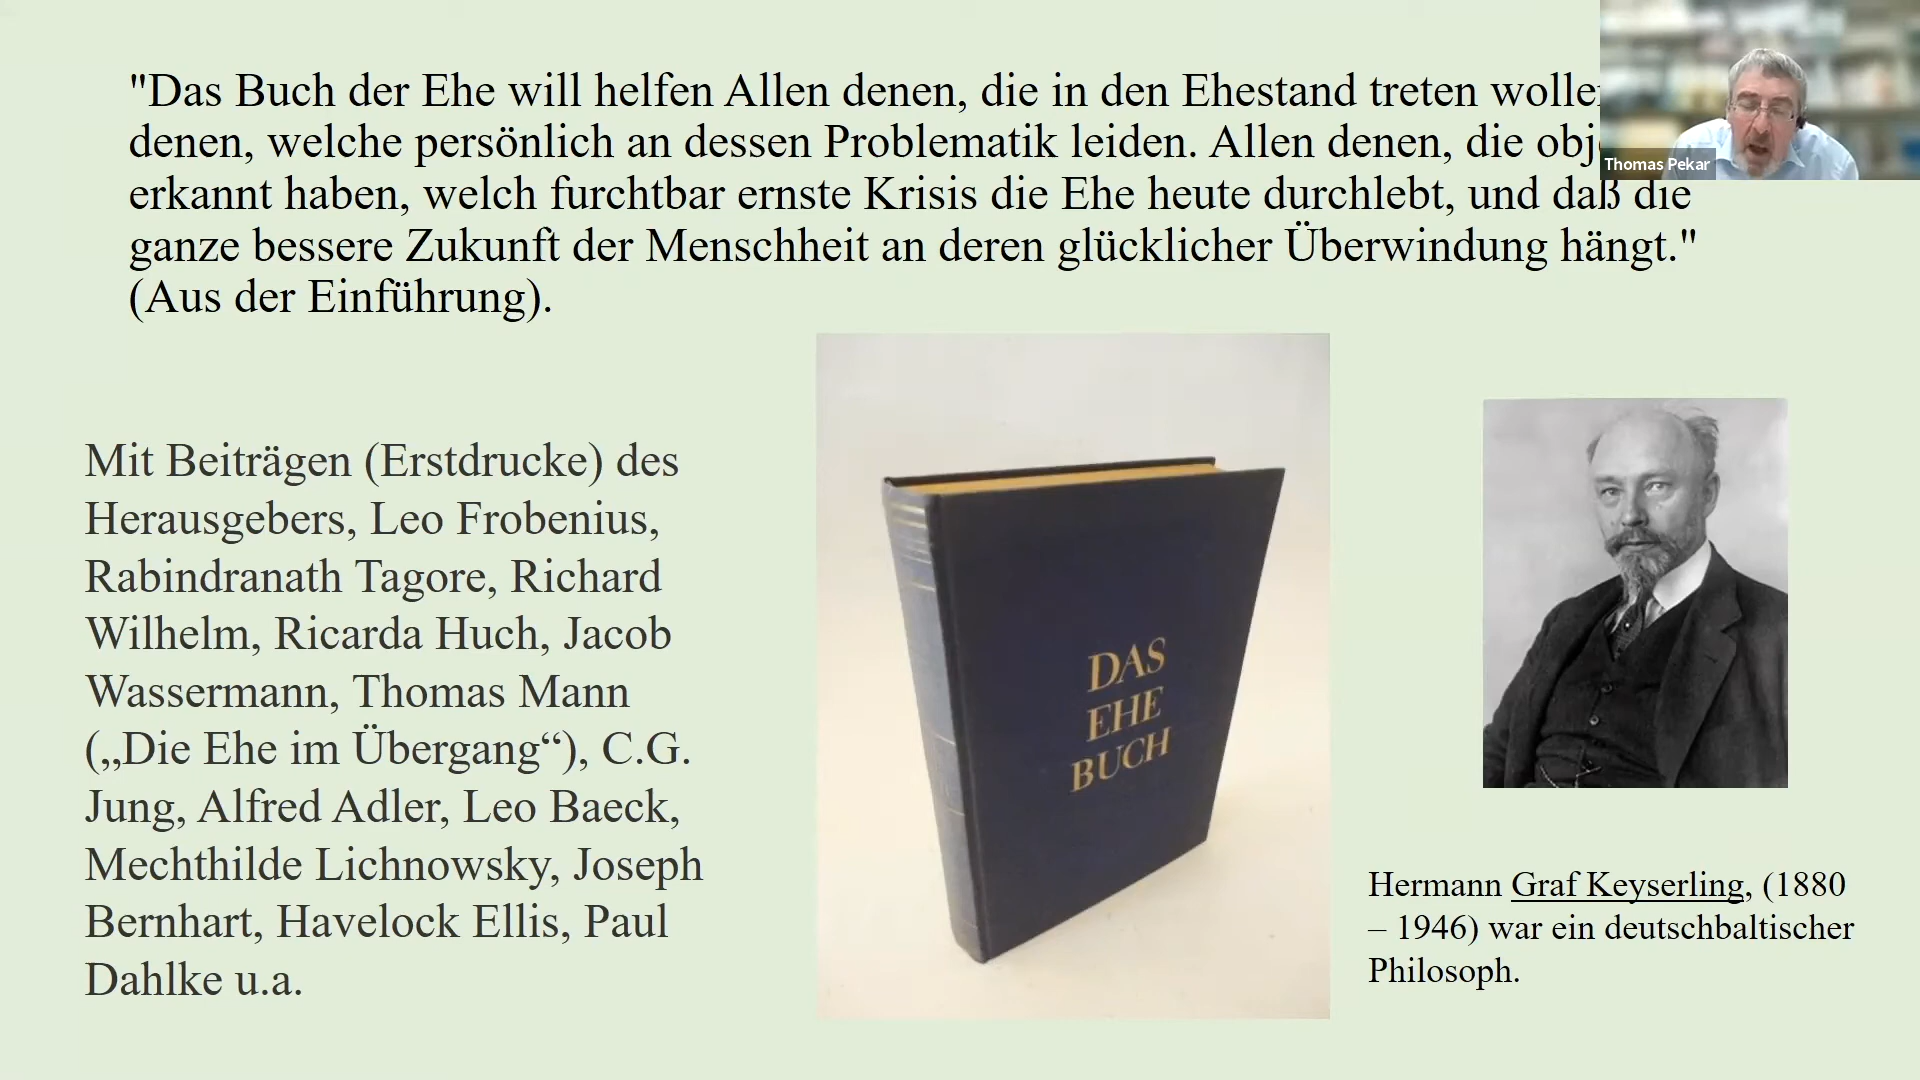 "Das Buch der Ehe will helfen Allen denen, die in den Ehestand treten
denen, welche persönlich an dessen Problematik leiden. Allen denen, die
erkannt haben, welch furchtbar ernste Krisis die Ehe heute durchlebt, und daß die
ganze bessere Zukunft der Menschheit an deren glücklicher Überwindung hängt."
(Aus der Einführung).
Thomas Pekar
Mit Beiträgen (Erstdrucke) des
Herausgebers, Leo Frobenius,
Rabindranath Tagore, Richard
Wilhelm, Ricarda Huch, Jacob
Wassermann, Thomas Mann
(„Die Ehe im Übergang“), C.G.
Jung, Alfred Adler, Leo Baeck,
Mechthilde Lichnowsky, Joseph
Bernhart, Havelock Ellis, Paul
Dahlke u.a.
DAS
EHE
BUCH
Hermann Graf Keyserling, (1880
– 1946) war ein deutschbaltischer
Philosoph.